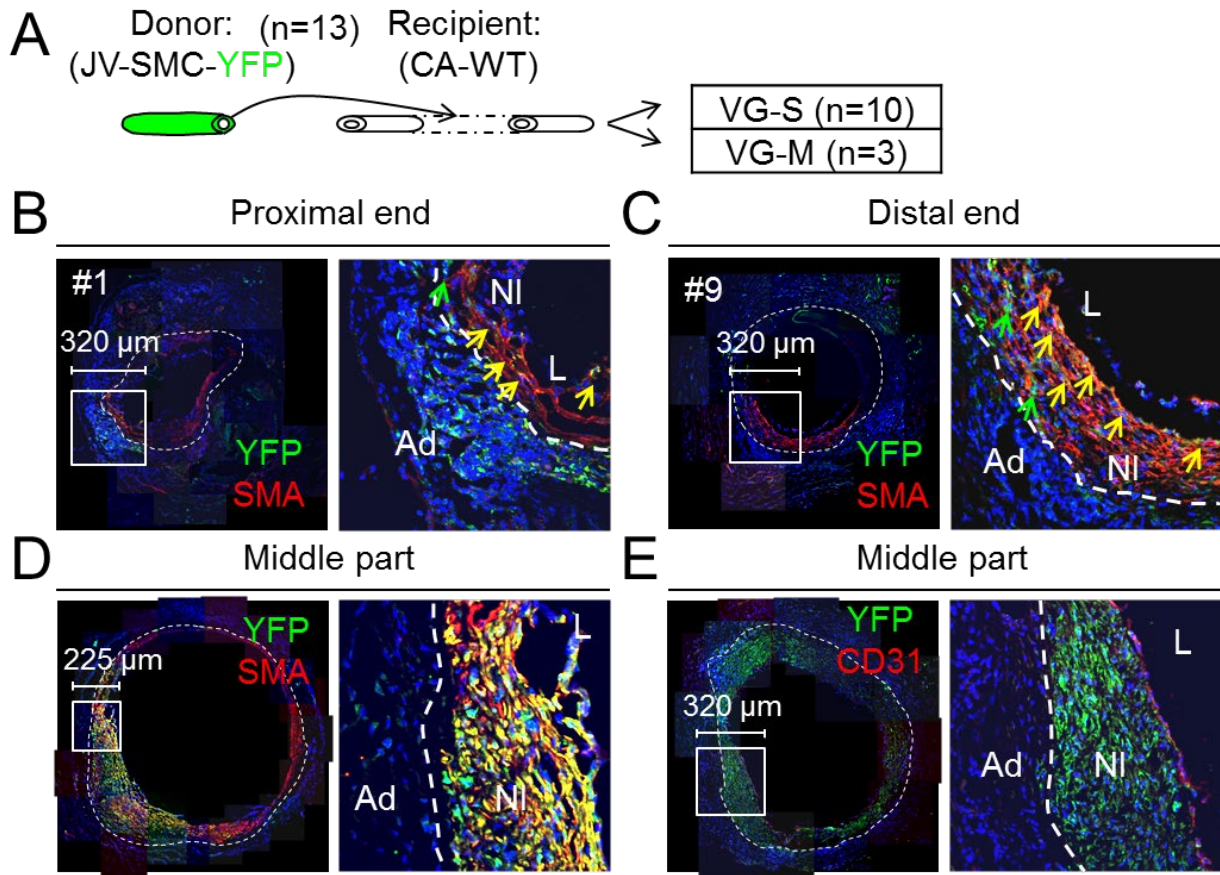 A
Donor: (n=13) Recipient:
(JV-SMC-YFP) (CA-WT)
VG-S (n=10)
VG-M (n=3)
B
Proximal end
#1
320 µm
YFP
SMA
NI
L
Ad
C
Distal end
#9
320 µm
YFP
SMA
L
Ad
NI
D
Middle part
YFP
SMA
225 µm
L
Ad
NI
E
Middle part
YFP
CD31
320 µm
L
Ad
NI